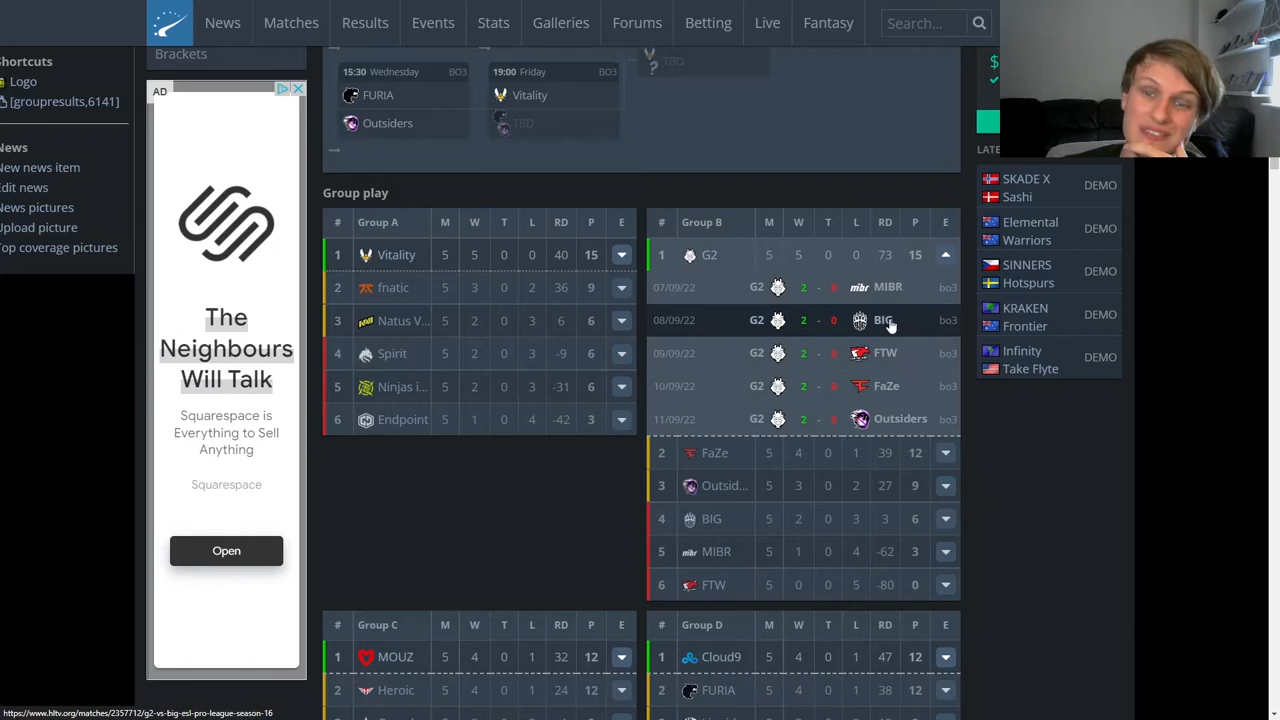 News Matches Results Events Stats Galleries Forums Betting Live Fantasy Search...
Shortcuts
Logo
[groupresults,6141]
News
New news item
Edit news
News pictures
Upload picture
Top coverage pictures
Brackets
AD
The
Neighbours
Will Talk
Squarespace is
Everything to Sell
Anything
Squarespace
Open
15:30 Wednesday BO3
FURIA
Outsiders
19:00 Friday BO3
Vitality
TBD
? TBD
Group play
# Group A M W T L RD P E
1 Vitality 5 5 0 0 40 15
2 fnatic 5 3 0 2 36 9
3 Natus V... 5 2 0 3 6 6
4 Spirit 5 2 0 3 -9 6
5 Ninjas i... 5 2 0 3 -31 6
6 Endpoint 5 1 0 4 -42 3
# Group B M W T L RD P E
1 G2 5 5 0 0 73 15
07/09/22 G2 2 - 0 mibr MIBR bo3
08/09/22 G2 2 - 0 BIG bo3
09/09/22 G2 2 - 0 FTW bo3
10/09/22 G2 2 - 0 FaZe bo3
11/09/22 G2 2 - 0 Outsiders bo3
2 FaZe 5 4 0 1 39 12
3 Outsid... 5 3 0 2 27 9
4 BIG 5 2 0 3 3 6
5 mibr MIBR 5 1 0 4 -62 3
6 FTW 5 0 0 5 -80 0
# Group C M W T L RD P E
1 MOUZ 5 4 0 1 32 12
2 Heroic 5 4 0 1 24 12
# Group D M W T L RD P E
1 Cloud9 5 4 0 1 47 12
2 FURIA 5 4 0 1 38 12
$
SKADE X
Sashi DEMO
Elemental
Warriors DEMO
SINNERS
Hotspurs DEMO
KRAKEN
Frontier DEMO
Infinity
Take Flyte DEMO
https://www.hltv.org/matches/2357712/g2-vs-big-esl-pro-league-season-16